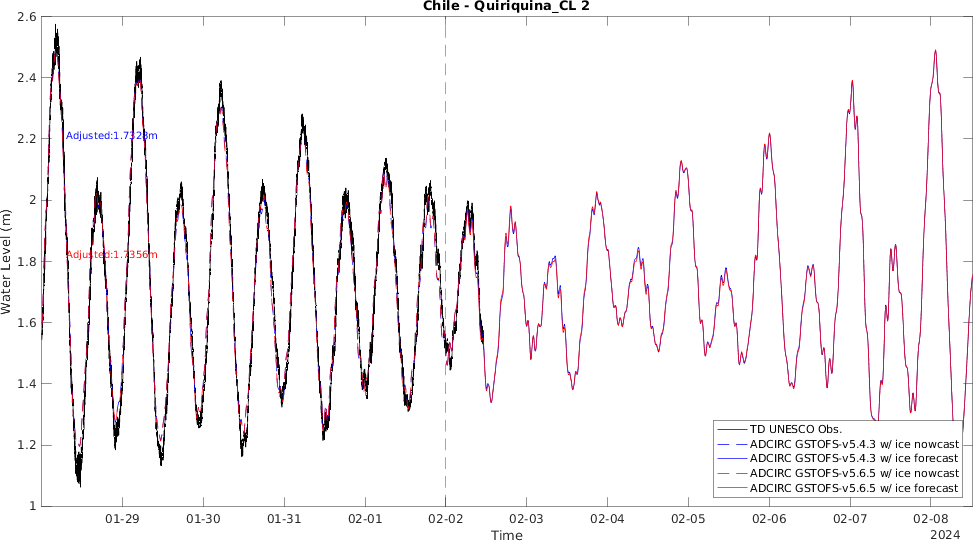 Chile - Quiriquina_CL 2
2.6
2.4
2.2
2
1.8
1.6
1.4
1.2
1
Water Level (m)
Adjusted:1.7328m
Adjusted:1.7356m
TD UNESCO Obs.
ADCIRC GSTOFS-v5.4.3 w/ ice nowcast
ADCIRC GSTOFS-v5.4.3 w/ ice forecast
ADCIRC GSTOFS-v5.6.5 w/ ice nowcast
ADCIRC GSTOFS-v5.6.5 w/ ice forecast
01-29 01-30 01-31 02-01 02-02 02-03 02-04 02-05 02-06 02-07 02-08
Time
2024